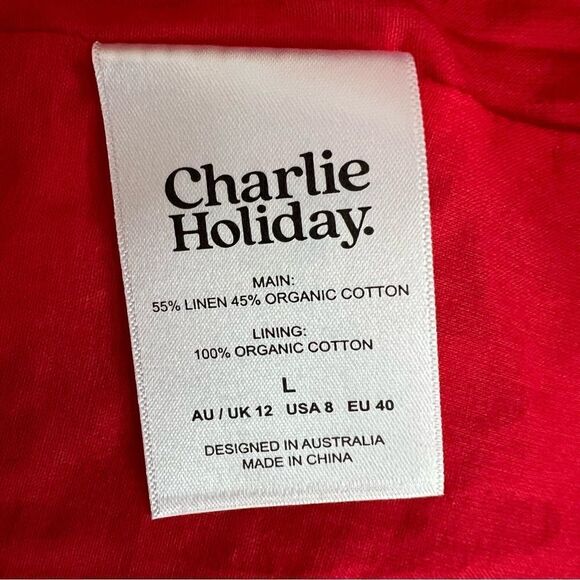 Charlie
Holiday.
MAIN:
55% LINEN 45% ORGANIC COTTON
LINING:
100% ORGANIC COTTON
L
AU / UK 12 USA 8 EU 40
DESIGNED IN AUSTRALIA
MADE IN CHINA